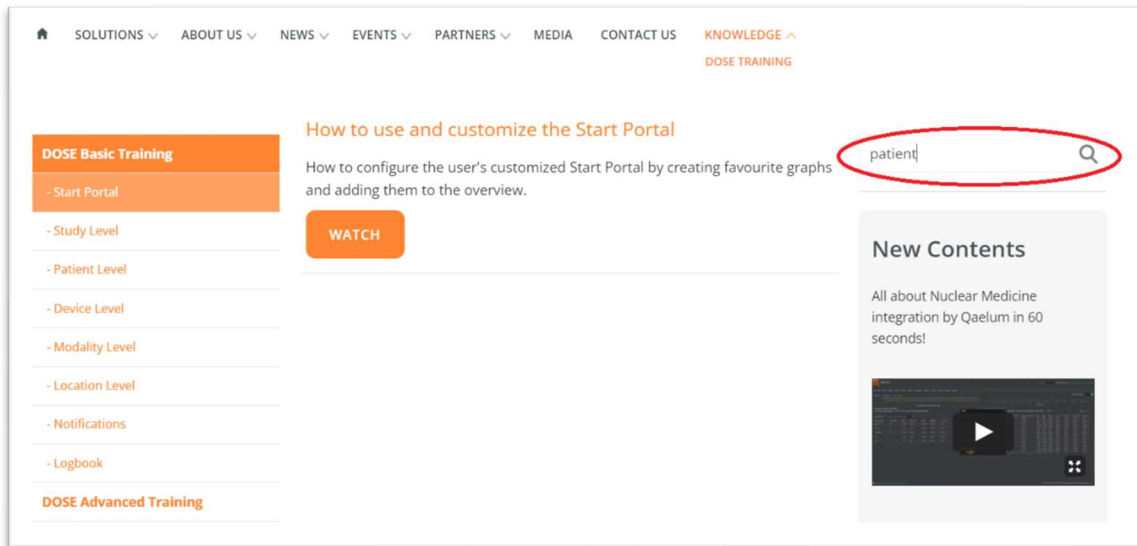 SOLUTIONS ABOUT US NEWS EVENTS PARTNERS MEDIA CONTACT US KNOWLEDGE
DOSE TRAINING
DOSE Basic Training
- Start Portal
- Study Level
- Patient Level
- Device Level
- Modality Level
- Location Level
- Notifications
- Logbook
DOSE Advanced Training
How to use and customize the Start Portal
How to configure the user's customized Start Portal by creating favourite graphs
and adding them to the overview.
WATCH
patient
New Contents
All about Nuclear Medicine
integration by Qaelum in 60
seconds!